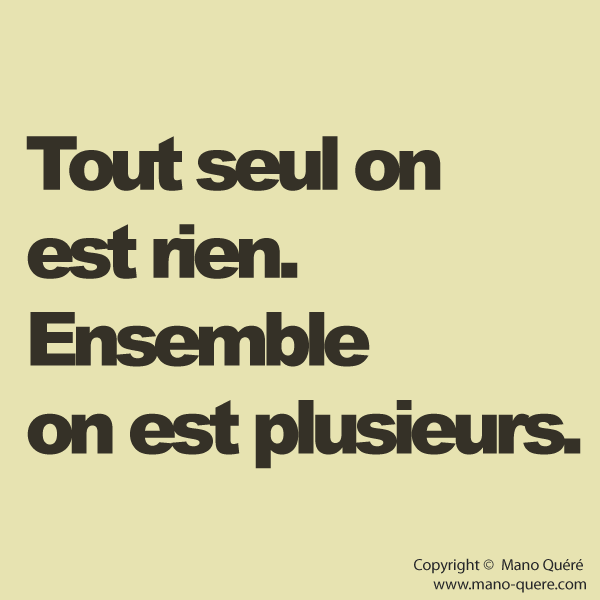 Tout seul on
est rien.
Ensemble
on est plusieurs.
Copyright © Mano Quéré
www.mano-quere.com